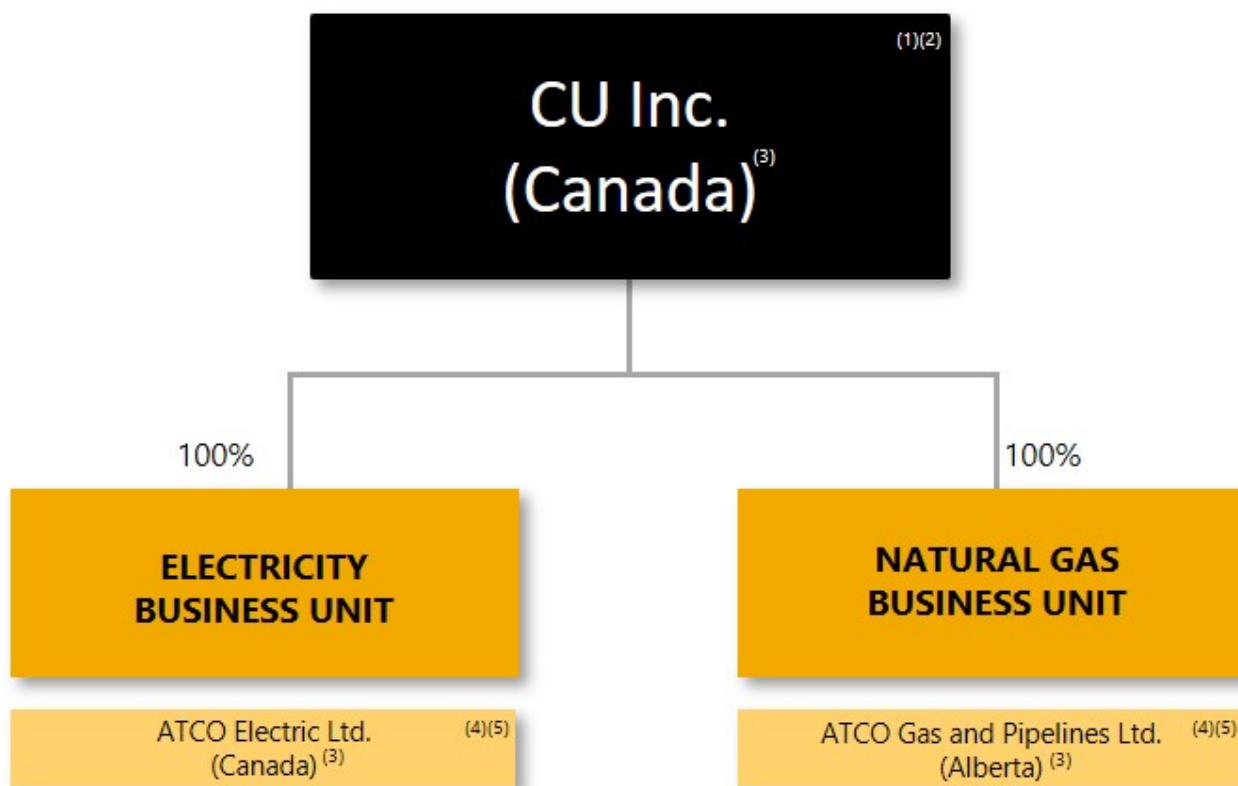 (1)(2)
CU Inc.
(Canada)(3)
100%
100%
ELECTRICITY
BUSINESS UNIT
NATURAL GAS
BUSINESS UNIT
ATCO Electric Ltd. (4)(5)
(Canada) (3)
ATCO Gas and Pipelines Ltd. (4)(5)
(Alberta) (3)